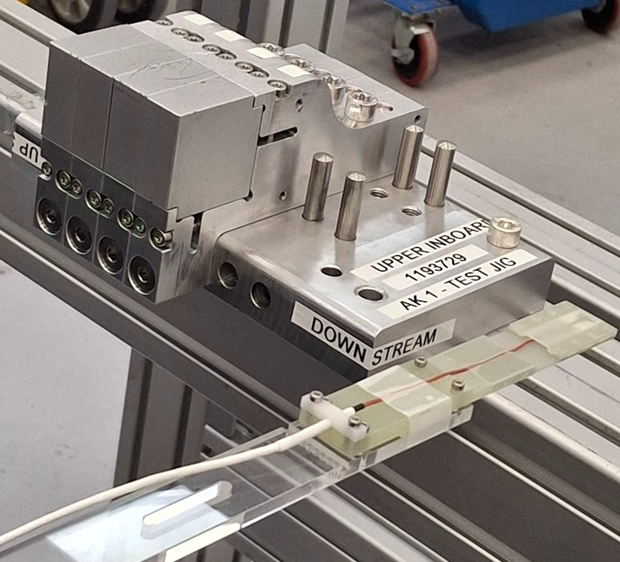 UP
UPPER INBOARD
1193729
AK 1 - TEST JIG
DOWN STREAM